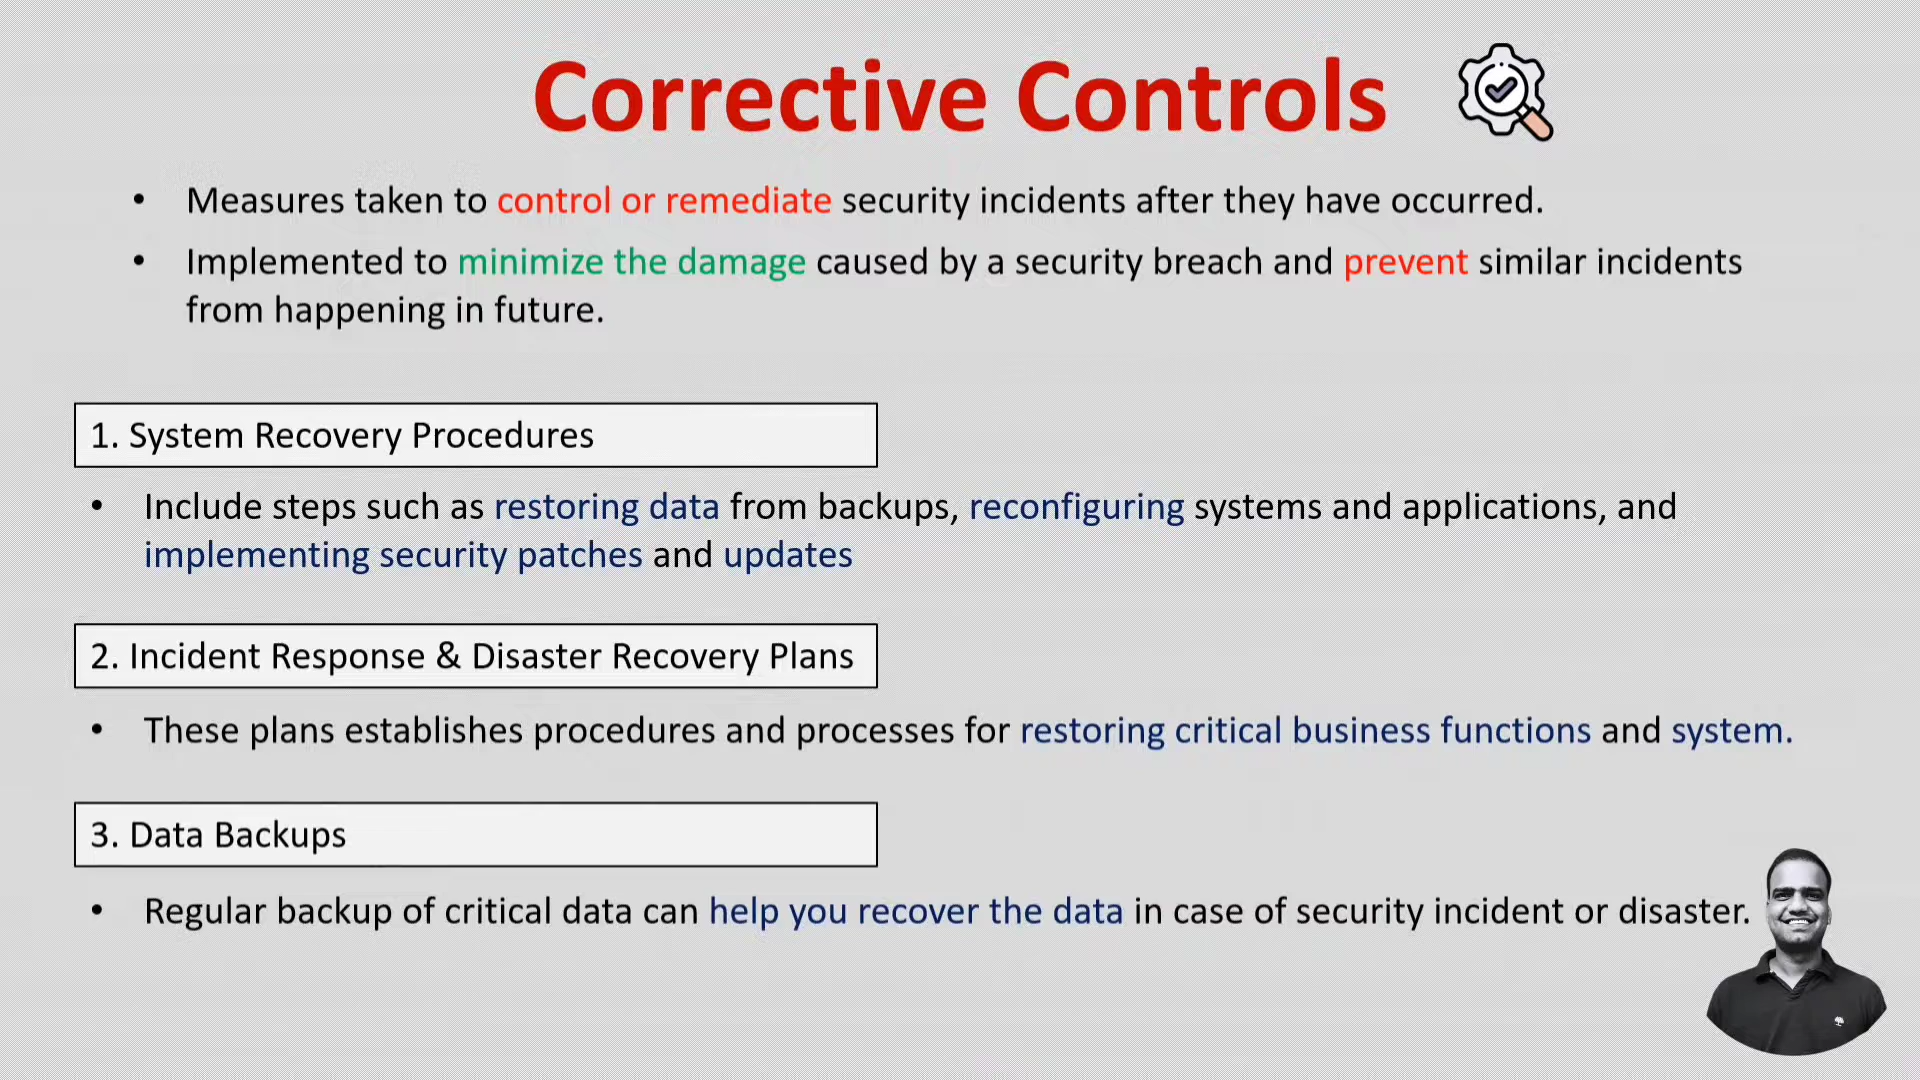 Corrective Controls
• Measures taken to control or remediate security incidents after they have occurred.
• Implemented to minimize the damage caused by a security breach and prevent similar incidents
from happening in future.
1. System Recovery Procedures
• Include steps such as restoring data from backups, reconfiguring systems and applications, and
implementing security patches and updates
2. Incident Response & Disaster Recovery Plans
• These plans establishes procedures and processes for restoring critical business functions and system.
3. Data Backups
• Regular backup of critical data can help you recover the data in case of security incident or disaster.